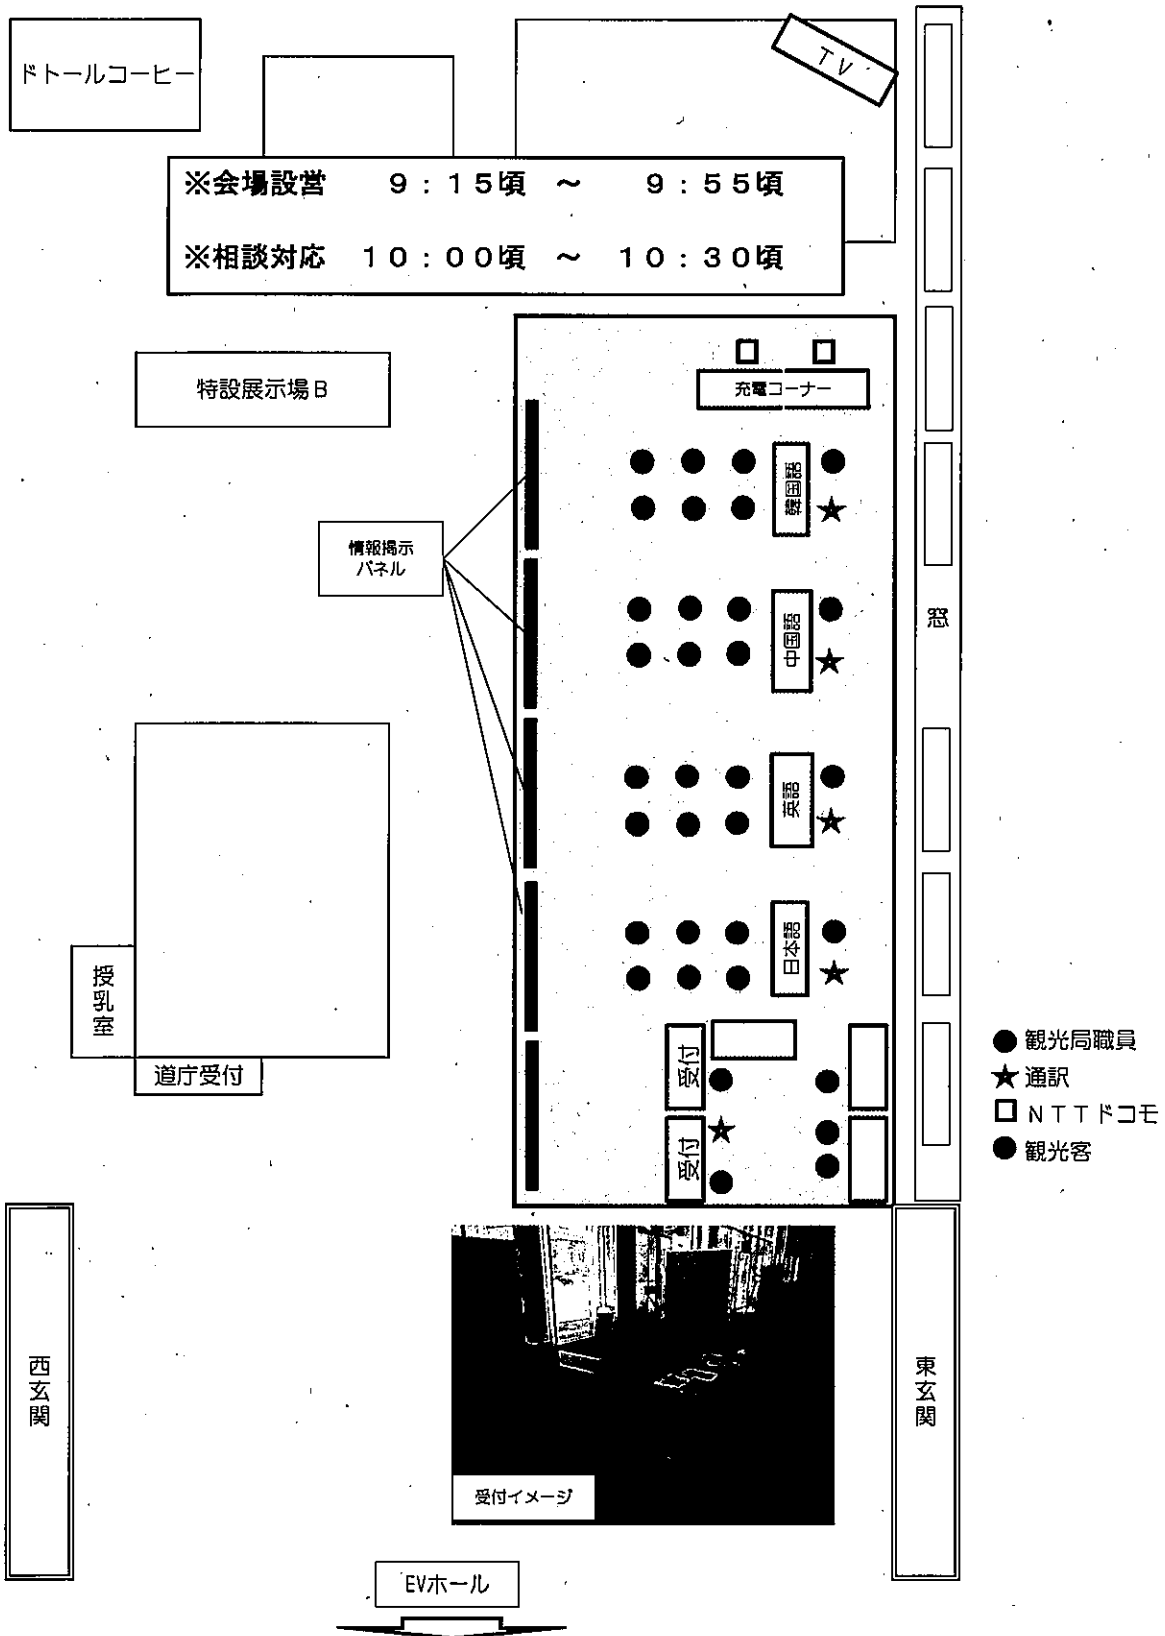 ドトールコーヒー
TV
※会場設営　9：15頃 ～ 9：55頃
※相談対応　10：00頃 ～ 10：30頃
特設展示場B
充電コーナー
韓国語
情報掲示
パネル
中国語
窓
英語
日本語
授乳室
道庁受付
受付
受付
観光局職員
通訳
NTTドコモ
観光客
西玄関
東玄関
受付イメージ
EVホール